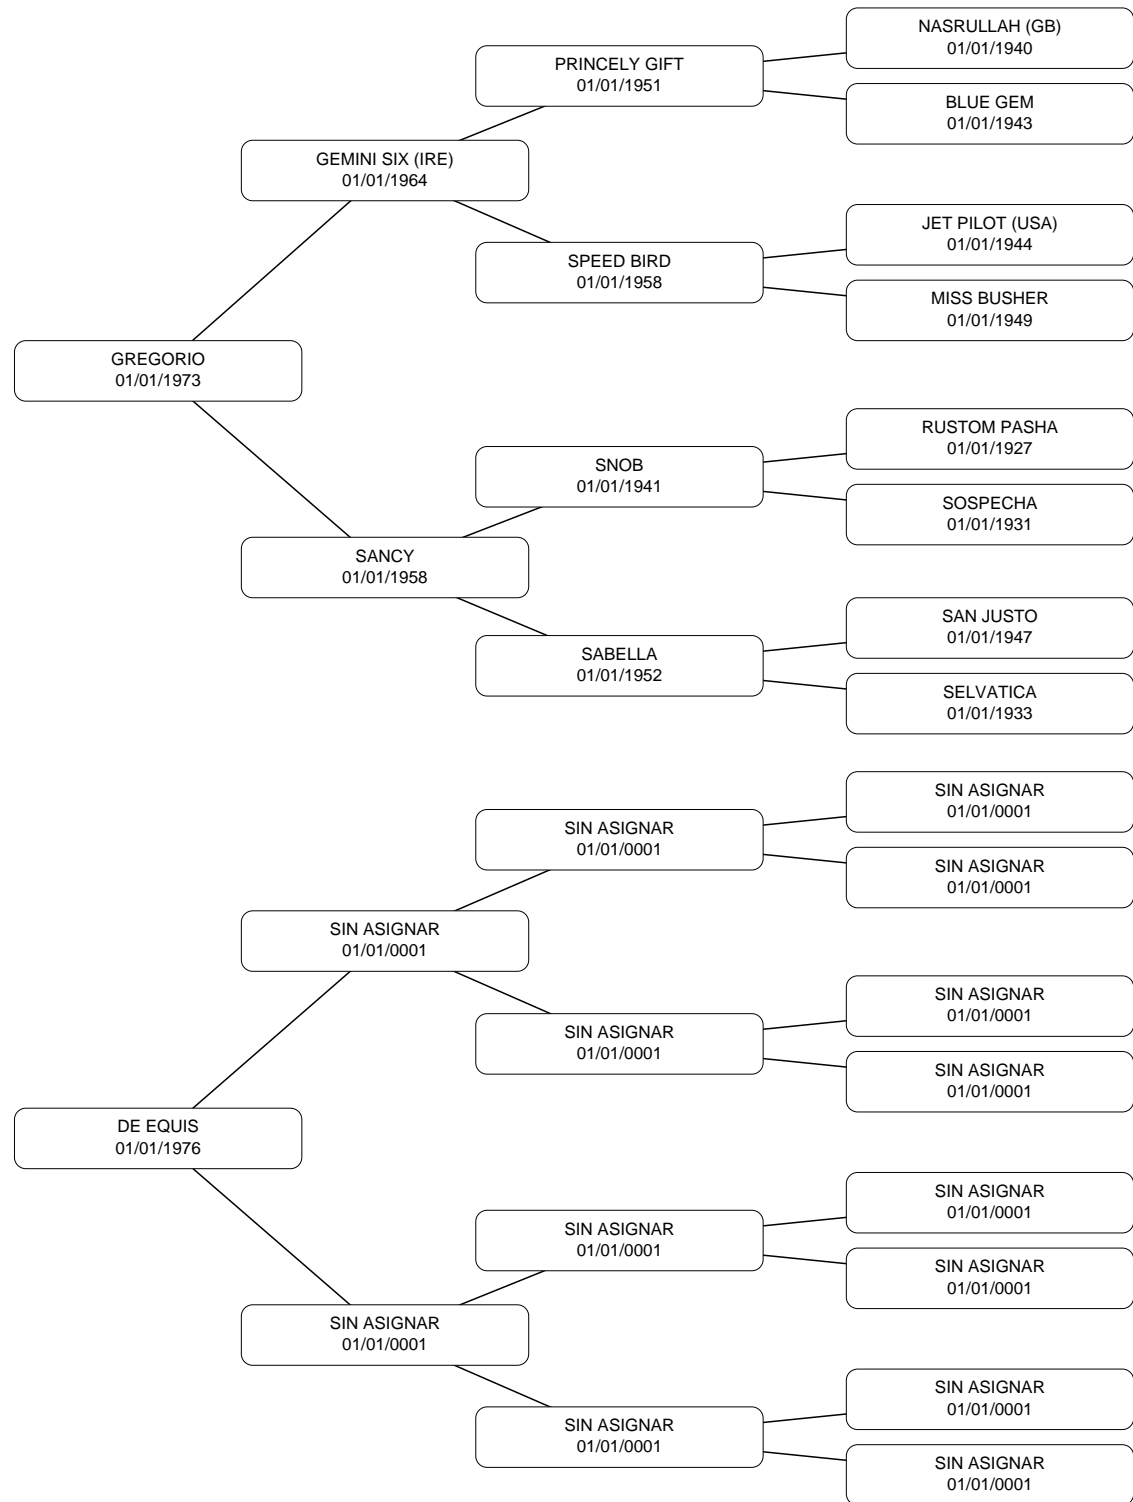 NASRULLAH (GB)
01/01/1940
PRINCELY GIFT
01/01/1951
BLUE GEM
01/01/1943
GEMINI SIX (IRE)
01/01/1964
JET PILOT (USA)
01/01/1944
SPEED BIRD
01/01/1958
MISS BUSHER
01/01/1949
GREGORIO
01/01/1973
RUSTOM PASHA
01/01/1927
SNOB
01/01/1941
SOSPECHA
01/01/1931
SANCY
01/01/1958
SAN JUSTO
01/01/1947
SABELLA
01/01/1952
SELVATICA
01/01/1933
SIN ASIGNAR
01/01/0001
SIN ASIGNAR
01/01/0001
SIN ASIGNAR
01/01/0001
SIN ASIGNAR
01/01/0001
SIN ASIGNAR
01/01/0001
SIN ASIGNAR
01/01/0001
SIN ASIGNAR
01/01/0001
DE EQUIS
01/01/1976
SIN ASIGNAR
01/01/0001
SIN ASIGNAR
01/01/0001
SIN ASIGNAR
01/01/0001
SIN ASIGNAR
01/01/0001
SIN ASIGNAR
01/01/0001
SIN ASIGNAR
01/01/0001
SIN ASIGNAR
01/01/0001